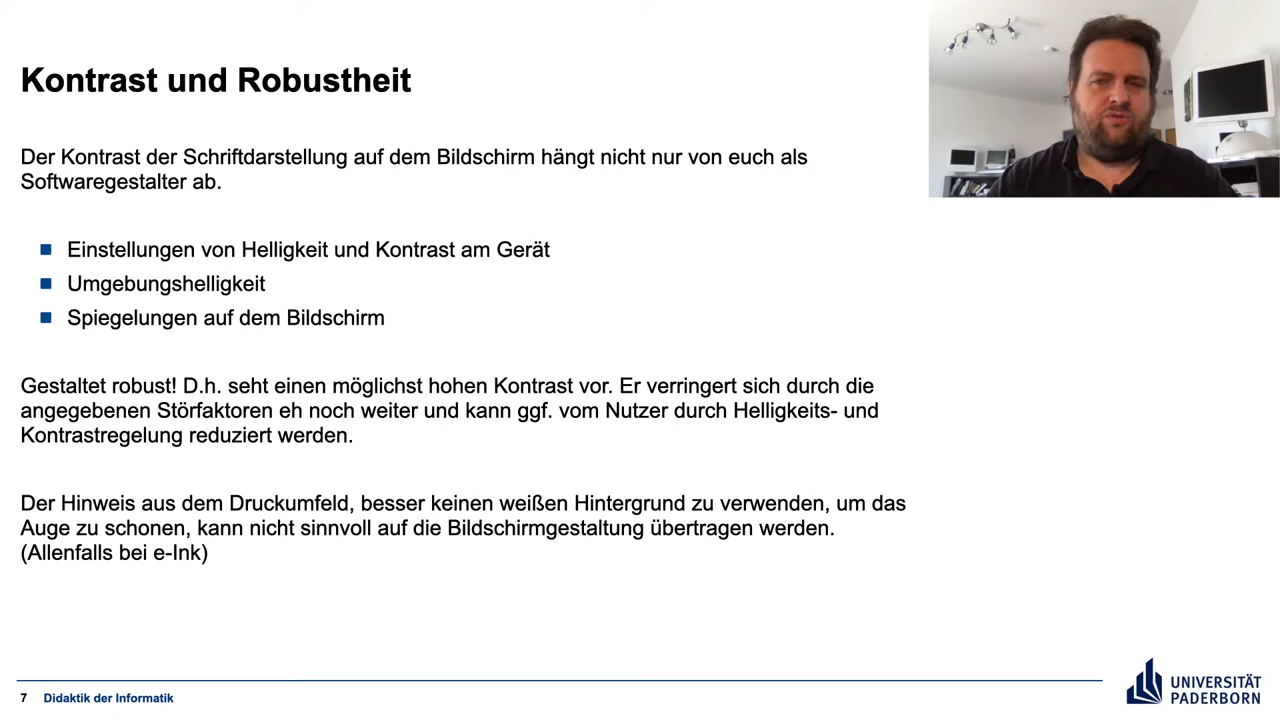 Kontrast und Robustheit
Der Kontrast der Schriftdarstellung auf dem Bildschirm hängt nicht nur von euch als
Softwaregestalter ab.
Einstellungen von Helligkeit und Kontrast am Gerät
Umgebungshelligkeit
Spiegelungen auf dem Bildschirm
Gestaltet robust! D.h. seht einen möglichst hohen Kontrast vor. Er verringert sich durch die
angegebenen Störfaktoren eh noch weiter und kann ggf. vom Nutzer durch Helligkeits- und
Kontrastregelung reduziert werden.
Der Hinweis aus dem Druckumfeld, besser keinen weißen Hintergrund zu verwenden, um das
Auge zu schonen, kann nicht sinnvoll auf die Bildschirmgestaltung übertragen werden.
(Allenfalls bei e-Ink)
7 Didaktik der Informatik
UNIVERSITÄT
PADERBORN